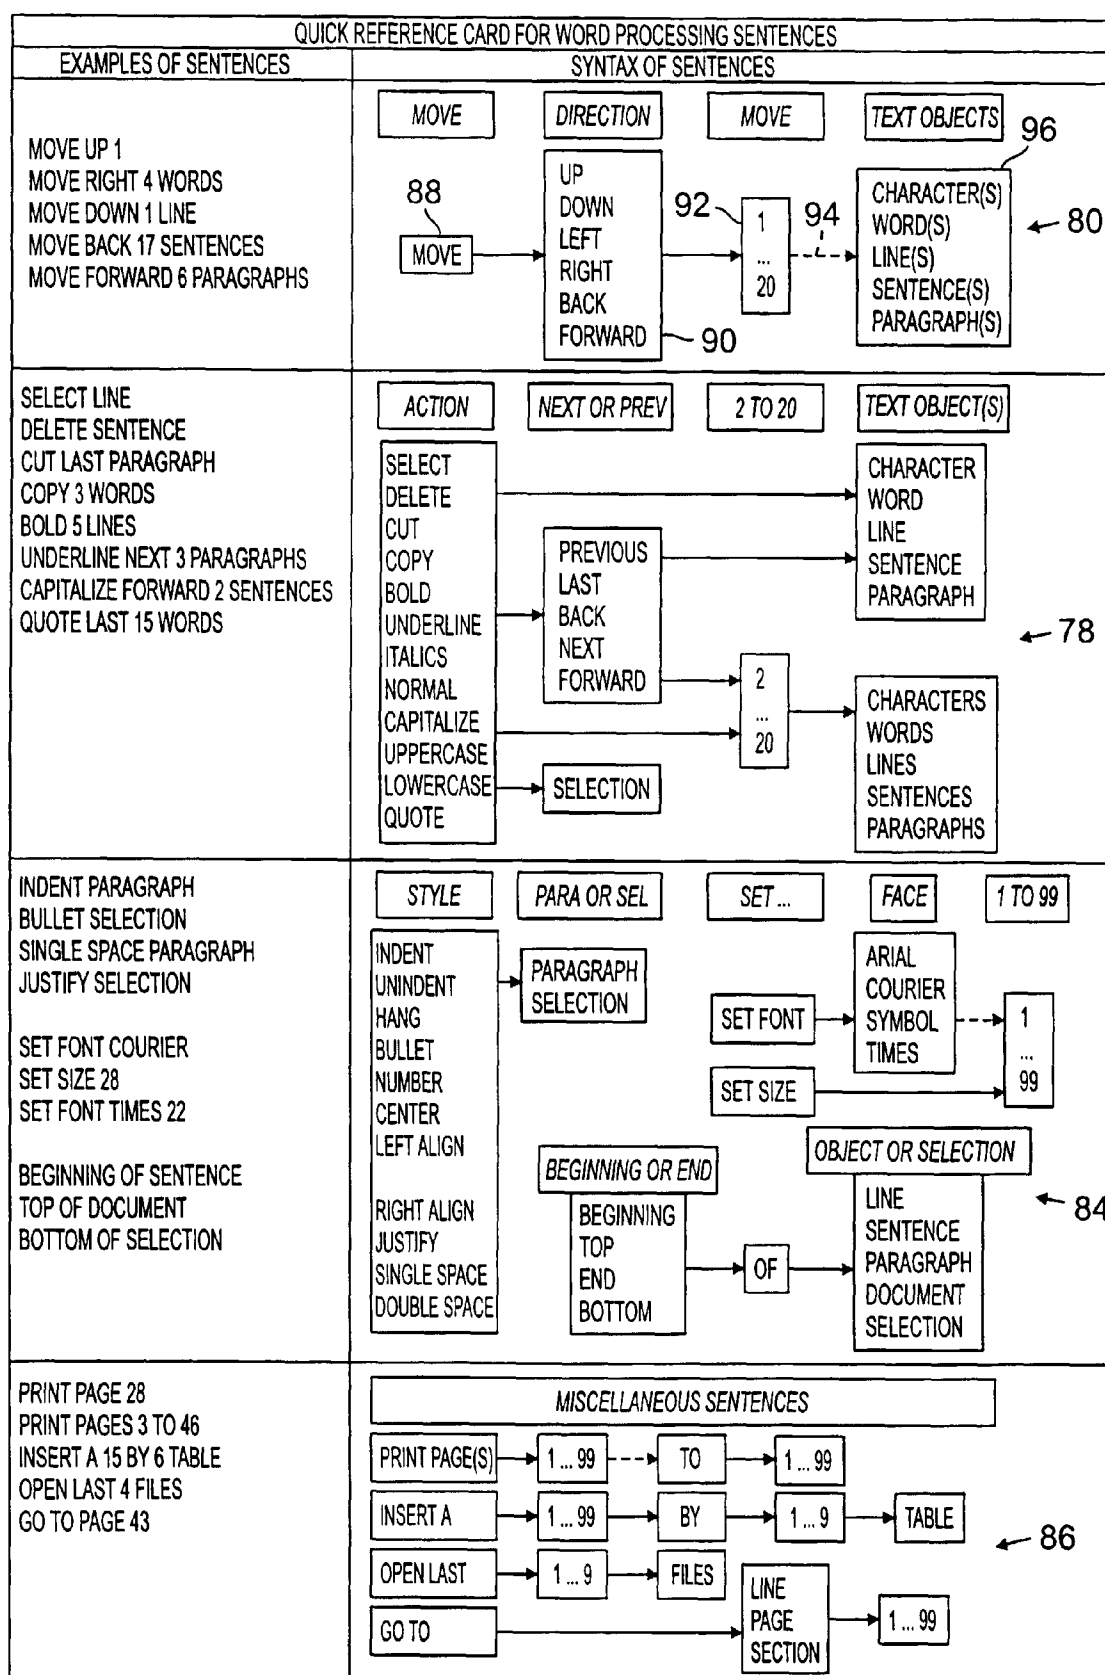 QUICK REFERENCE CARD FOR WORD PROCESSING SENTENCES
EXAMPLES OF SENTENCES
SYNTAX OF SENTENCES
MOVE UP 1
MOVE RIGHT 4 WORDS
MOVE DOWN 1 LINE
MOVE BACK 17 SENTENCES
MOVE FORWARD 6 PARAGRAPHS
MOVE
DIRECTION
MOVE
TEXT OBJECTS
88
MOVE
UP
DOWN
LEFT
RIGHT
BACK
FORWARD
90
92
1
...
20
94
96
CHARACTER(S)
WORD(S)
LINE(S)
SENTENCE(S)
PARAGRAPH(S)
80
SELECT LINE
DELETE SENTENCE
CUT LAST PARAGRAPH
COPY 3 WORDS
BOLD 5 LINES
UNDERLINE NEXT 3 PARAGRAPHS
CAPITALIZE FORWARD 2 SENTENCES
QUOTE LAST 15 WORDS
ACTION
NEXT OR PREV
2 TO 20
TEXT OBJECT(S)
SELECT
DELETE
CUT
COPY
BOLD
UNDERLINE
ITALICS
NORMAL
CAPITALIZE
UPPERCASE
LOWERCASE
QUOTE
PREVIOUS
LAST
BACK
NEXT
FORWARD
SELECTION
2
...
20
CHARACTER
WORD
LINE
SENTENCE
PARAGRAPH
78
CHARACTERS
WORDS
LINES
SENTENCES
PARAGRAPHS
INDENT PARAGRAPH
BULLET SELECTION
SINGLE SPACE PARAGRAPH
JUSTIFY SELECTION
SET FONT COURIER
SET SIZE 28
SET FONT TIMES 22
BEGINNING OF SENTENCE
TOP OF DOCUMENT
BOTTOM OF SELECTION
STYLE
PARA OR SEL
SET ...
FACE
1 TO 99
INDENT
UNINDENT
HANG
BULLET
NUMBER
CENTER
LEFT ALIGN
RIGHT ALIGN
JUSTIFY
SINGLE SPACE
DOUBLE SPACE
PARAGRAPH
SELECTION
SET FONT
SET SIZE
ARIAL
COURIER
SYMBOL
TIMES
1
...
99
BEGINNING OR END
BEGINNING
TOP
END
BOTTOM
OF
OBJECT OR SELECTION
LINE
SENTENCE
PARAGRAPH
DOCUMENT
SELECTION
84
PRINT PAGE 28
PRINT PAGES 3 TO 46
INSERT A 15 BY 6 TABLE
OPEN LAST 4 FILES
GO TO PAGE 43
MISCELLANEOUS SENTENCES
PRINT PAGE(S)
1 ... 99
TO
1 ... 99
INSERT A
1 ... 99
BY
1 ... 9
TABLE
OPEN LAST
1 ... 9
FILES
GO TO
LINE
PAGE
SECTION
1 ... 99
86